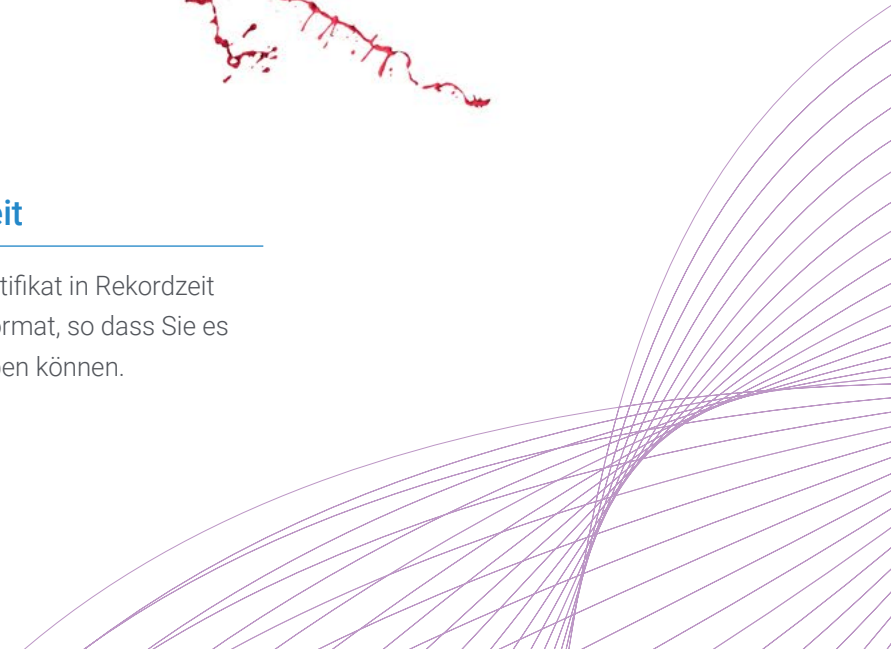 eit
tifikat in Rekordzeit
ormat, so dass Sie es
en können.